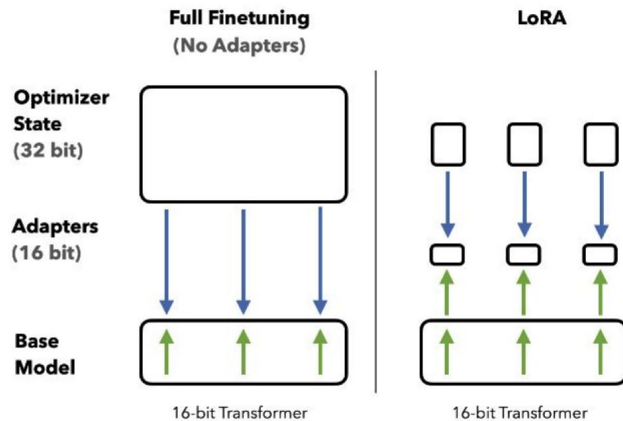 Full Finetuning
(No Adapters)
LoRA
Optimizer
State
(32 bit)
Adapters
(16 bit)
Base
Model
16-bit Transformer
16-bit Transformer